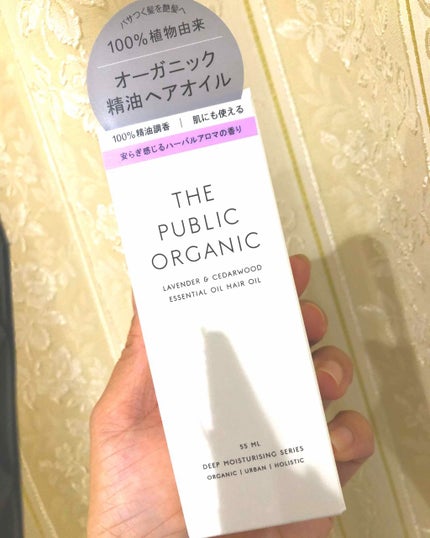 パサつく髪を艶髪へ
100%植物由来
オーガニック
精油ヘアオイル
100%精油調香 | 肌にも使える
安らぎ感じるハーバルアロマの香り
THE
PUBLIC
ORGANIC
LAVENDER & CEDARWOOD
ESSENTIAL OIL HAIR OIL
55 ML
DEEP MOISTURISING SERIES
ORGANIC | URBAN | HOLISTIC